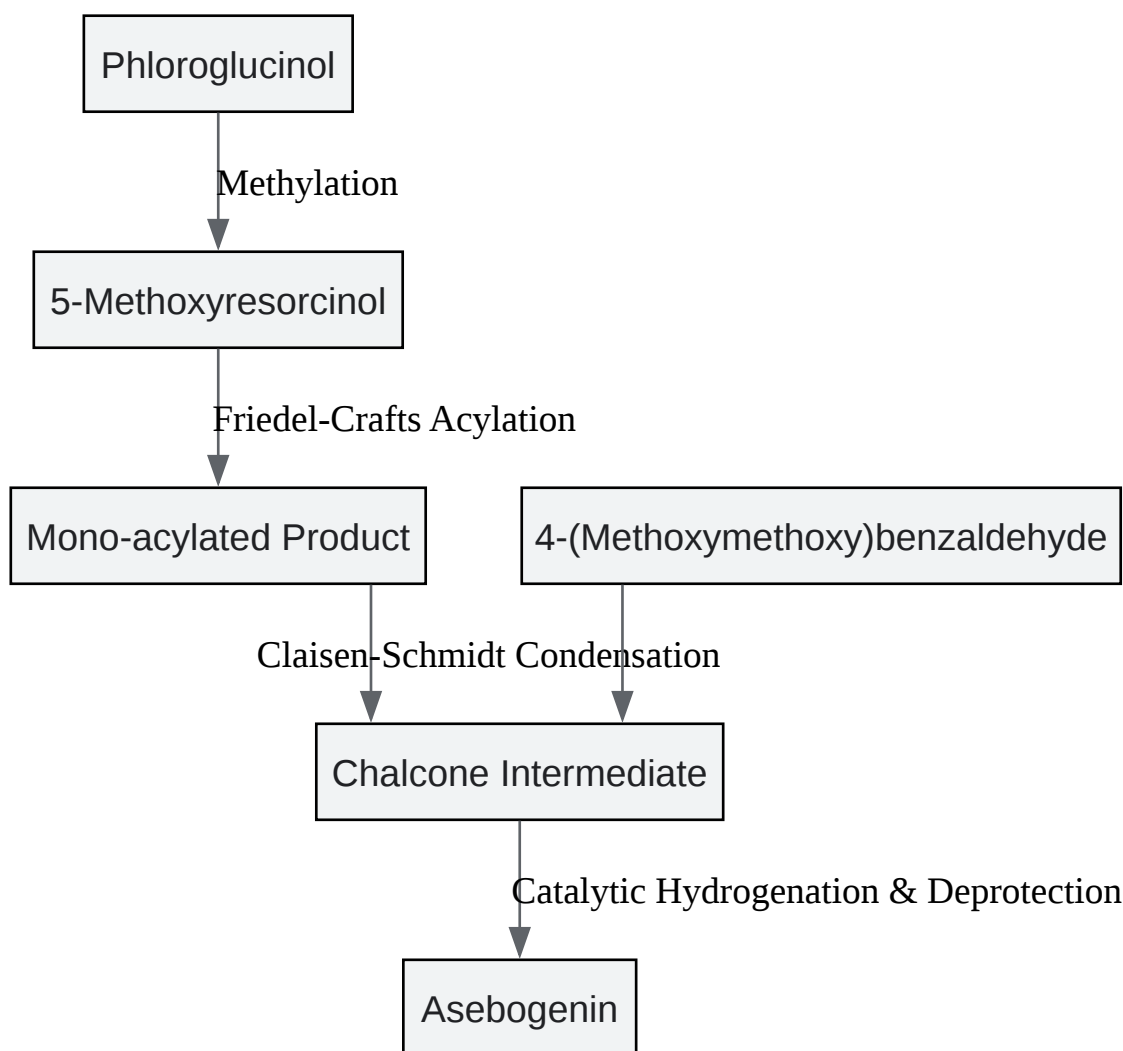 Phloroglucinol
Methylation
5-Methoxyresorcinol
Friedel-Crafts Acylation
Mono-acylated Product
4-(Methoxymethoxy)benzaldehyde
Claisen-Schmidt Condensation
Chalcone Intermediate
Catalytic Hydrogenation & Deprotection
Asebogenin